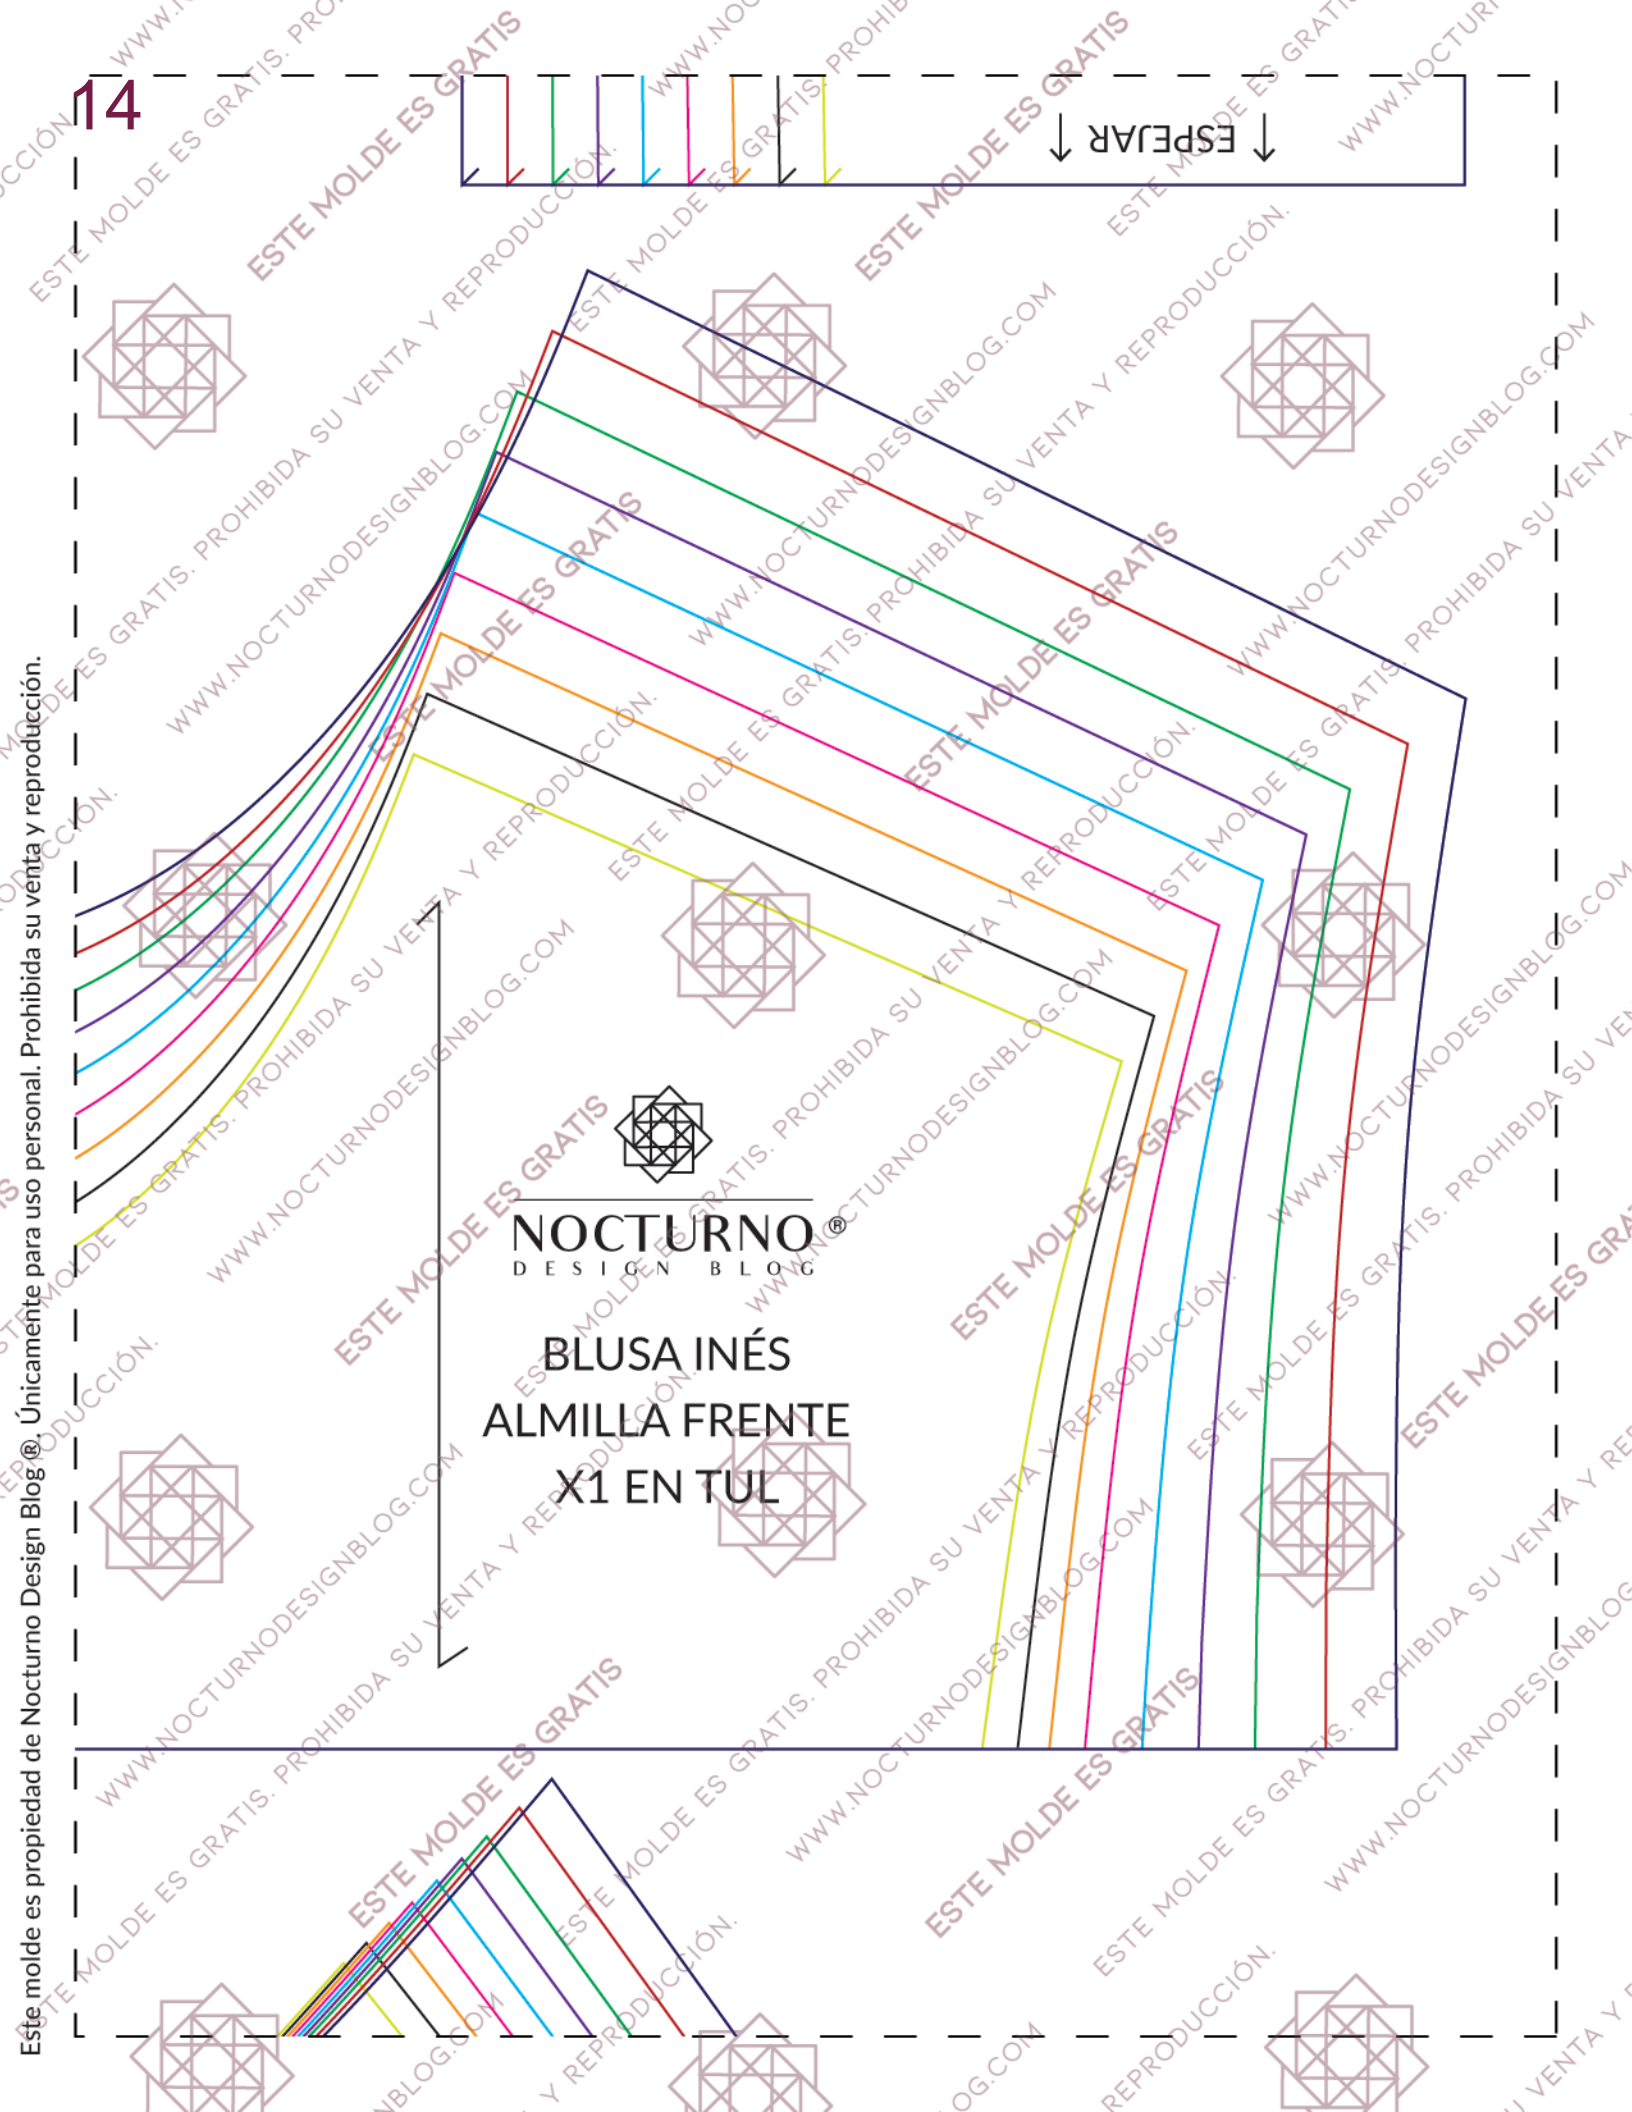 14
ESPEJAR
NOCTURNO ®
DESIGN BLOG
BLUSA INÉS
ALMILLA FRENTE
X1 EN TUL
Este molde es propiedad de Nocturno Design Blog ®. Únicamente para uso personal. Prohibida su venta y reproducción.
ESTE MOLDE ES GRATIS
ESTE MOLDE ES GRATIS. PROHIBIDA SU VENTA Y REPRODUCCIÓN.
WWW.NOCTURNODESIGNBLOG.COM